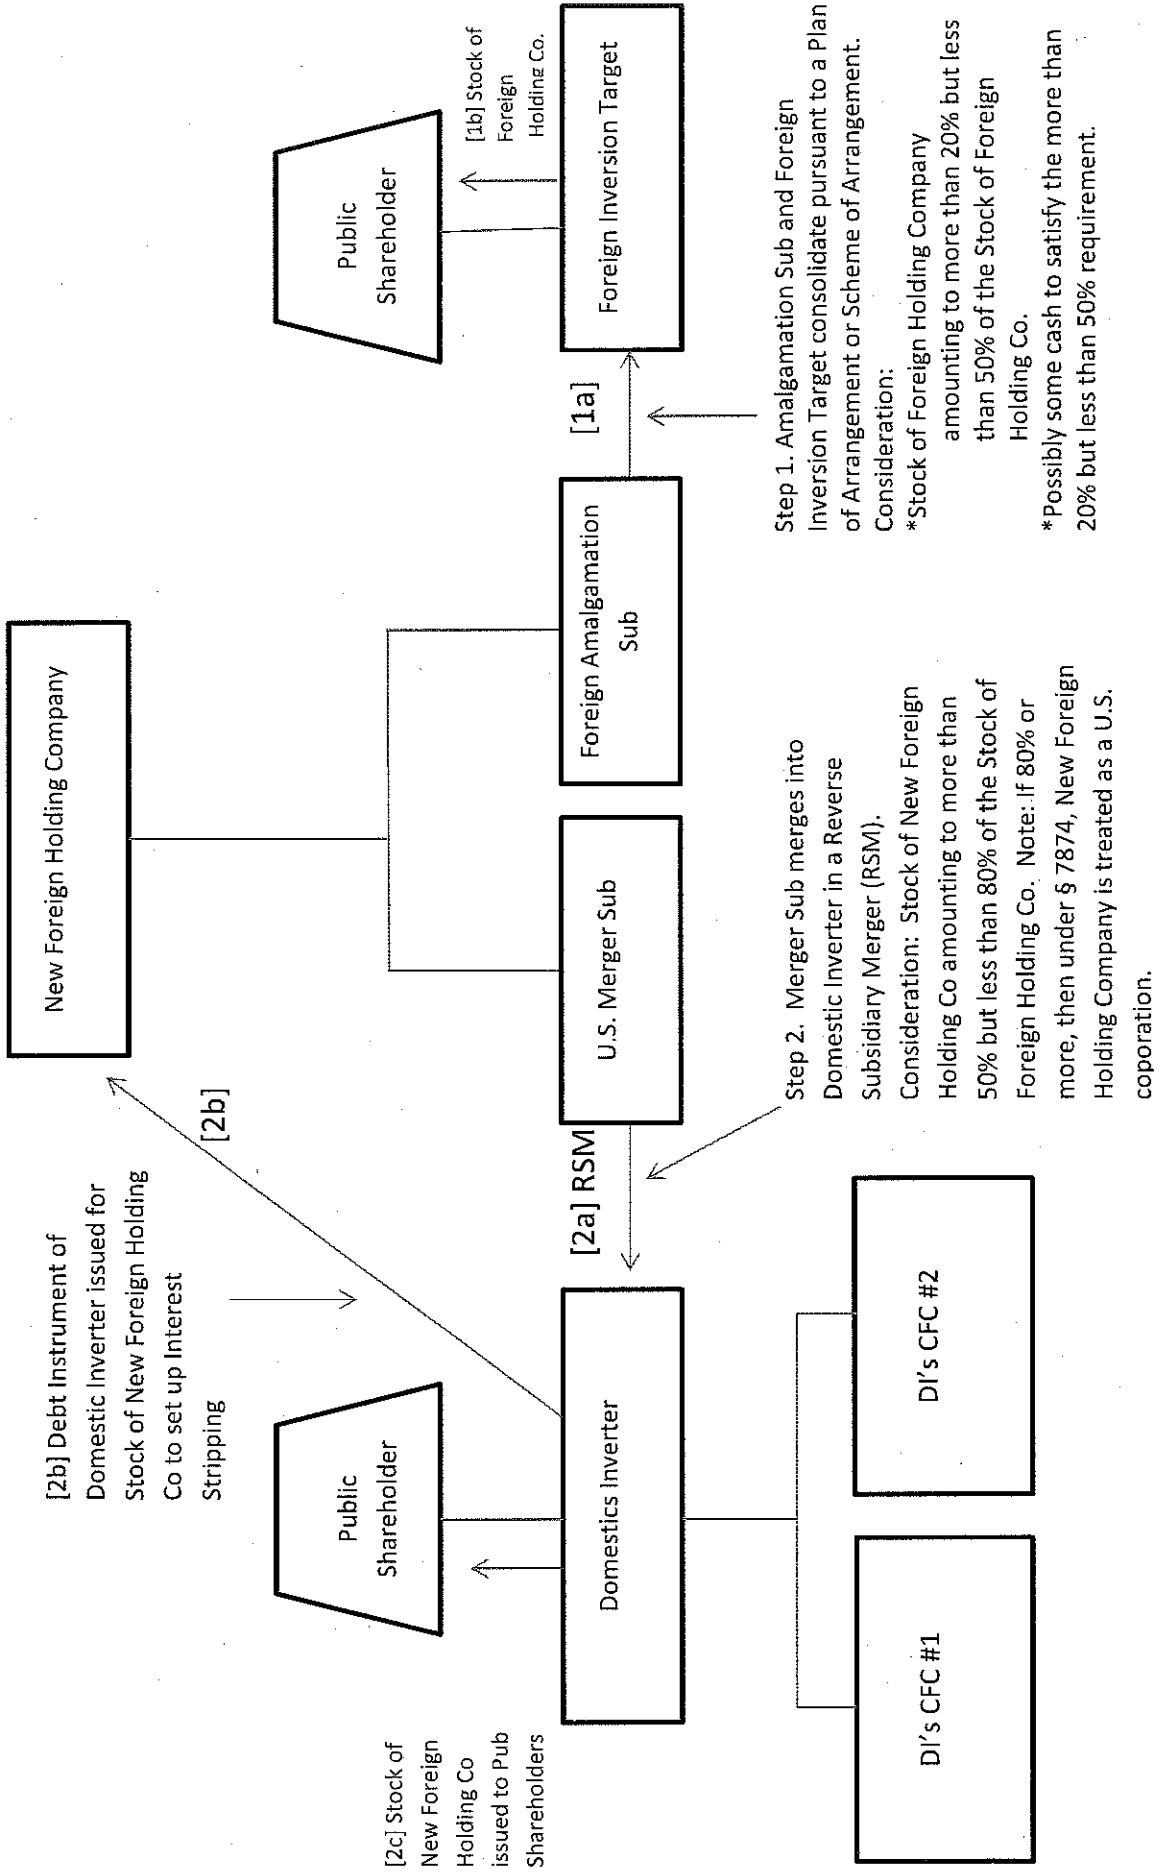 New Foreign Holding Company
[2b] Debt Instrument of
Domestic Inverter issued for
Stock of New Foreign Holding
Co to set up Interest
Stripping
[2b]
[2c] Stock of
New Foreign
Holding Co
issued to Pub
Shareholders
Public
Shareholder
Public
Shareholder
[1b] Stock of
Foreign
Holding Co.
Domestics Inverter
[2a] RSM
U.S. Merger Sub
Foreign Amalgamation
Sub
[1a]
Foreign Inversion Target
DI's CFC #1
DI's CFC #2
Step 2. Merger Sub merges into
Domestic Inverter in a Reverse
Subsidiary Merger (RSM).
Consideration: Stock of New Foreign
Holding Co amounting to more than
50% but less than 80% of the Stock of
Foreign Holding Co. Note: If 80% or
more, then under § 7874, New Foreign
Holding Company is treated as a U.S.
coporation.
Step 1. Amalgamation Sub and Foreign
Inversion Target consolidate pursuant to a Plan
of Arrangement or Scheme of Arrangement.
Consideration:
*Stock of Foreign Holding Company
amounting to more than 20% but less
than 50% of the Stock of Foreign
Holding Co.
*Possibly some cash to satisfy the more than
20% but less than 50% requirement.